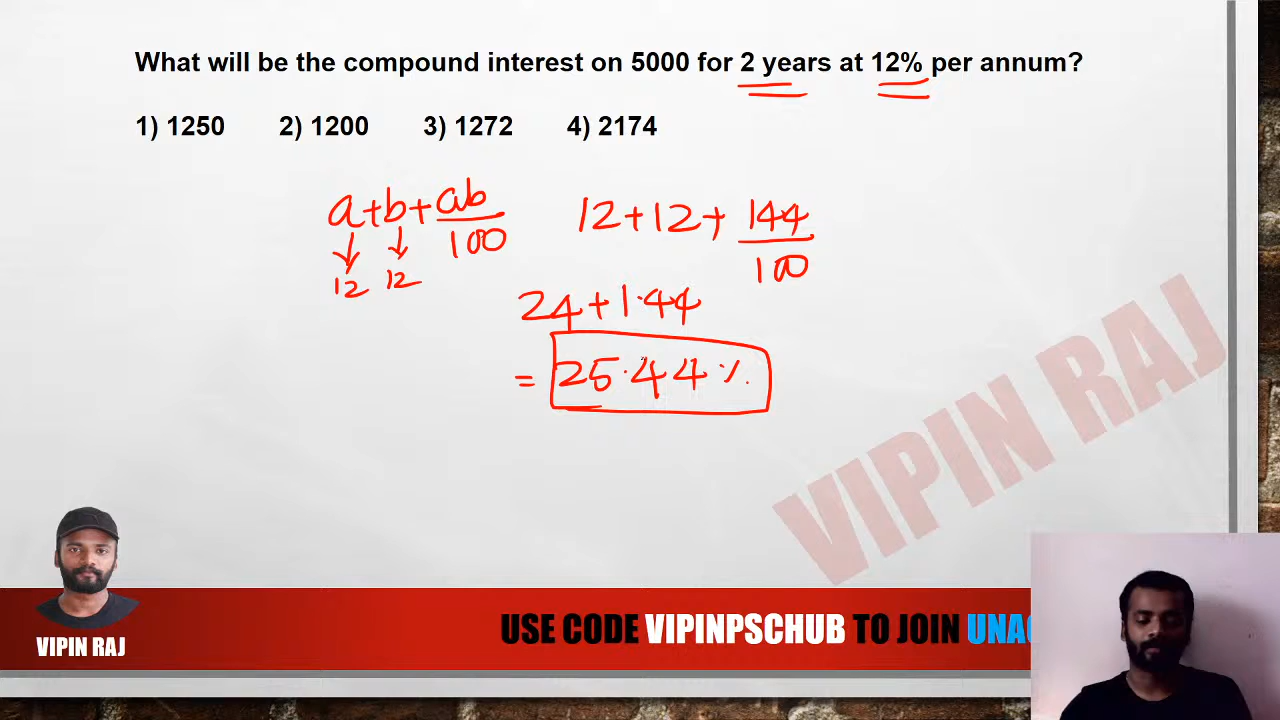 What will be the compound interest on 5000 for 2 years at 12% per annum?
1) 1250 2) 1200 3) 1272 4) 2174
a+b+ab/100 12+12+144/100
12 12
24+1.44
= 25.44%
VIPIN RAJ
VIPIN RAJ
USE CODE VIPINPSCHUB TO JOIN UNAC